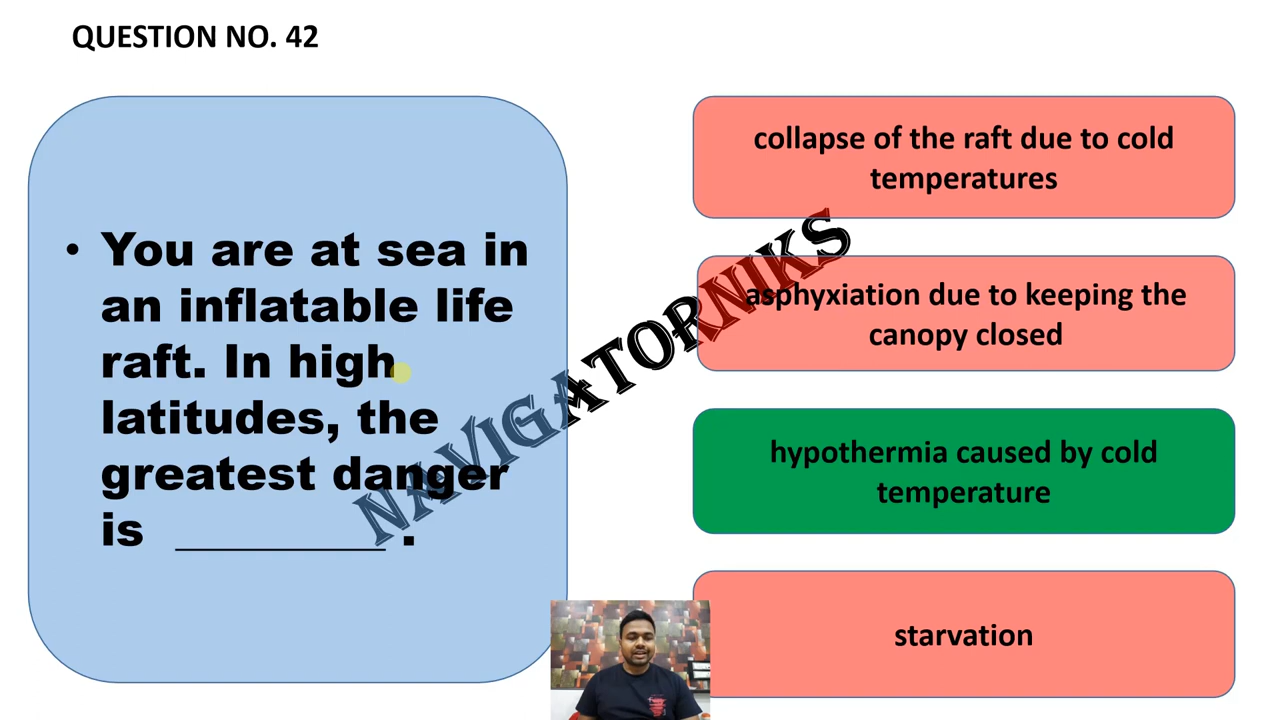 QUESTION NO. 42
• You are at sea in
an inflatable life
raft. In high
latitudes, the
greatest danger
is __________ .
collapse of the raft due to cold
temperatures
asphyxiation due to keeping the
canopy closed
hypothermia caused by cold
temperature
starvation
NAVIGATORNIKS